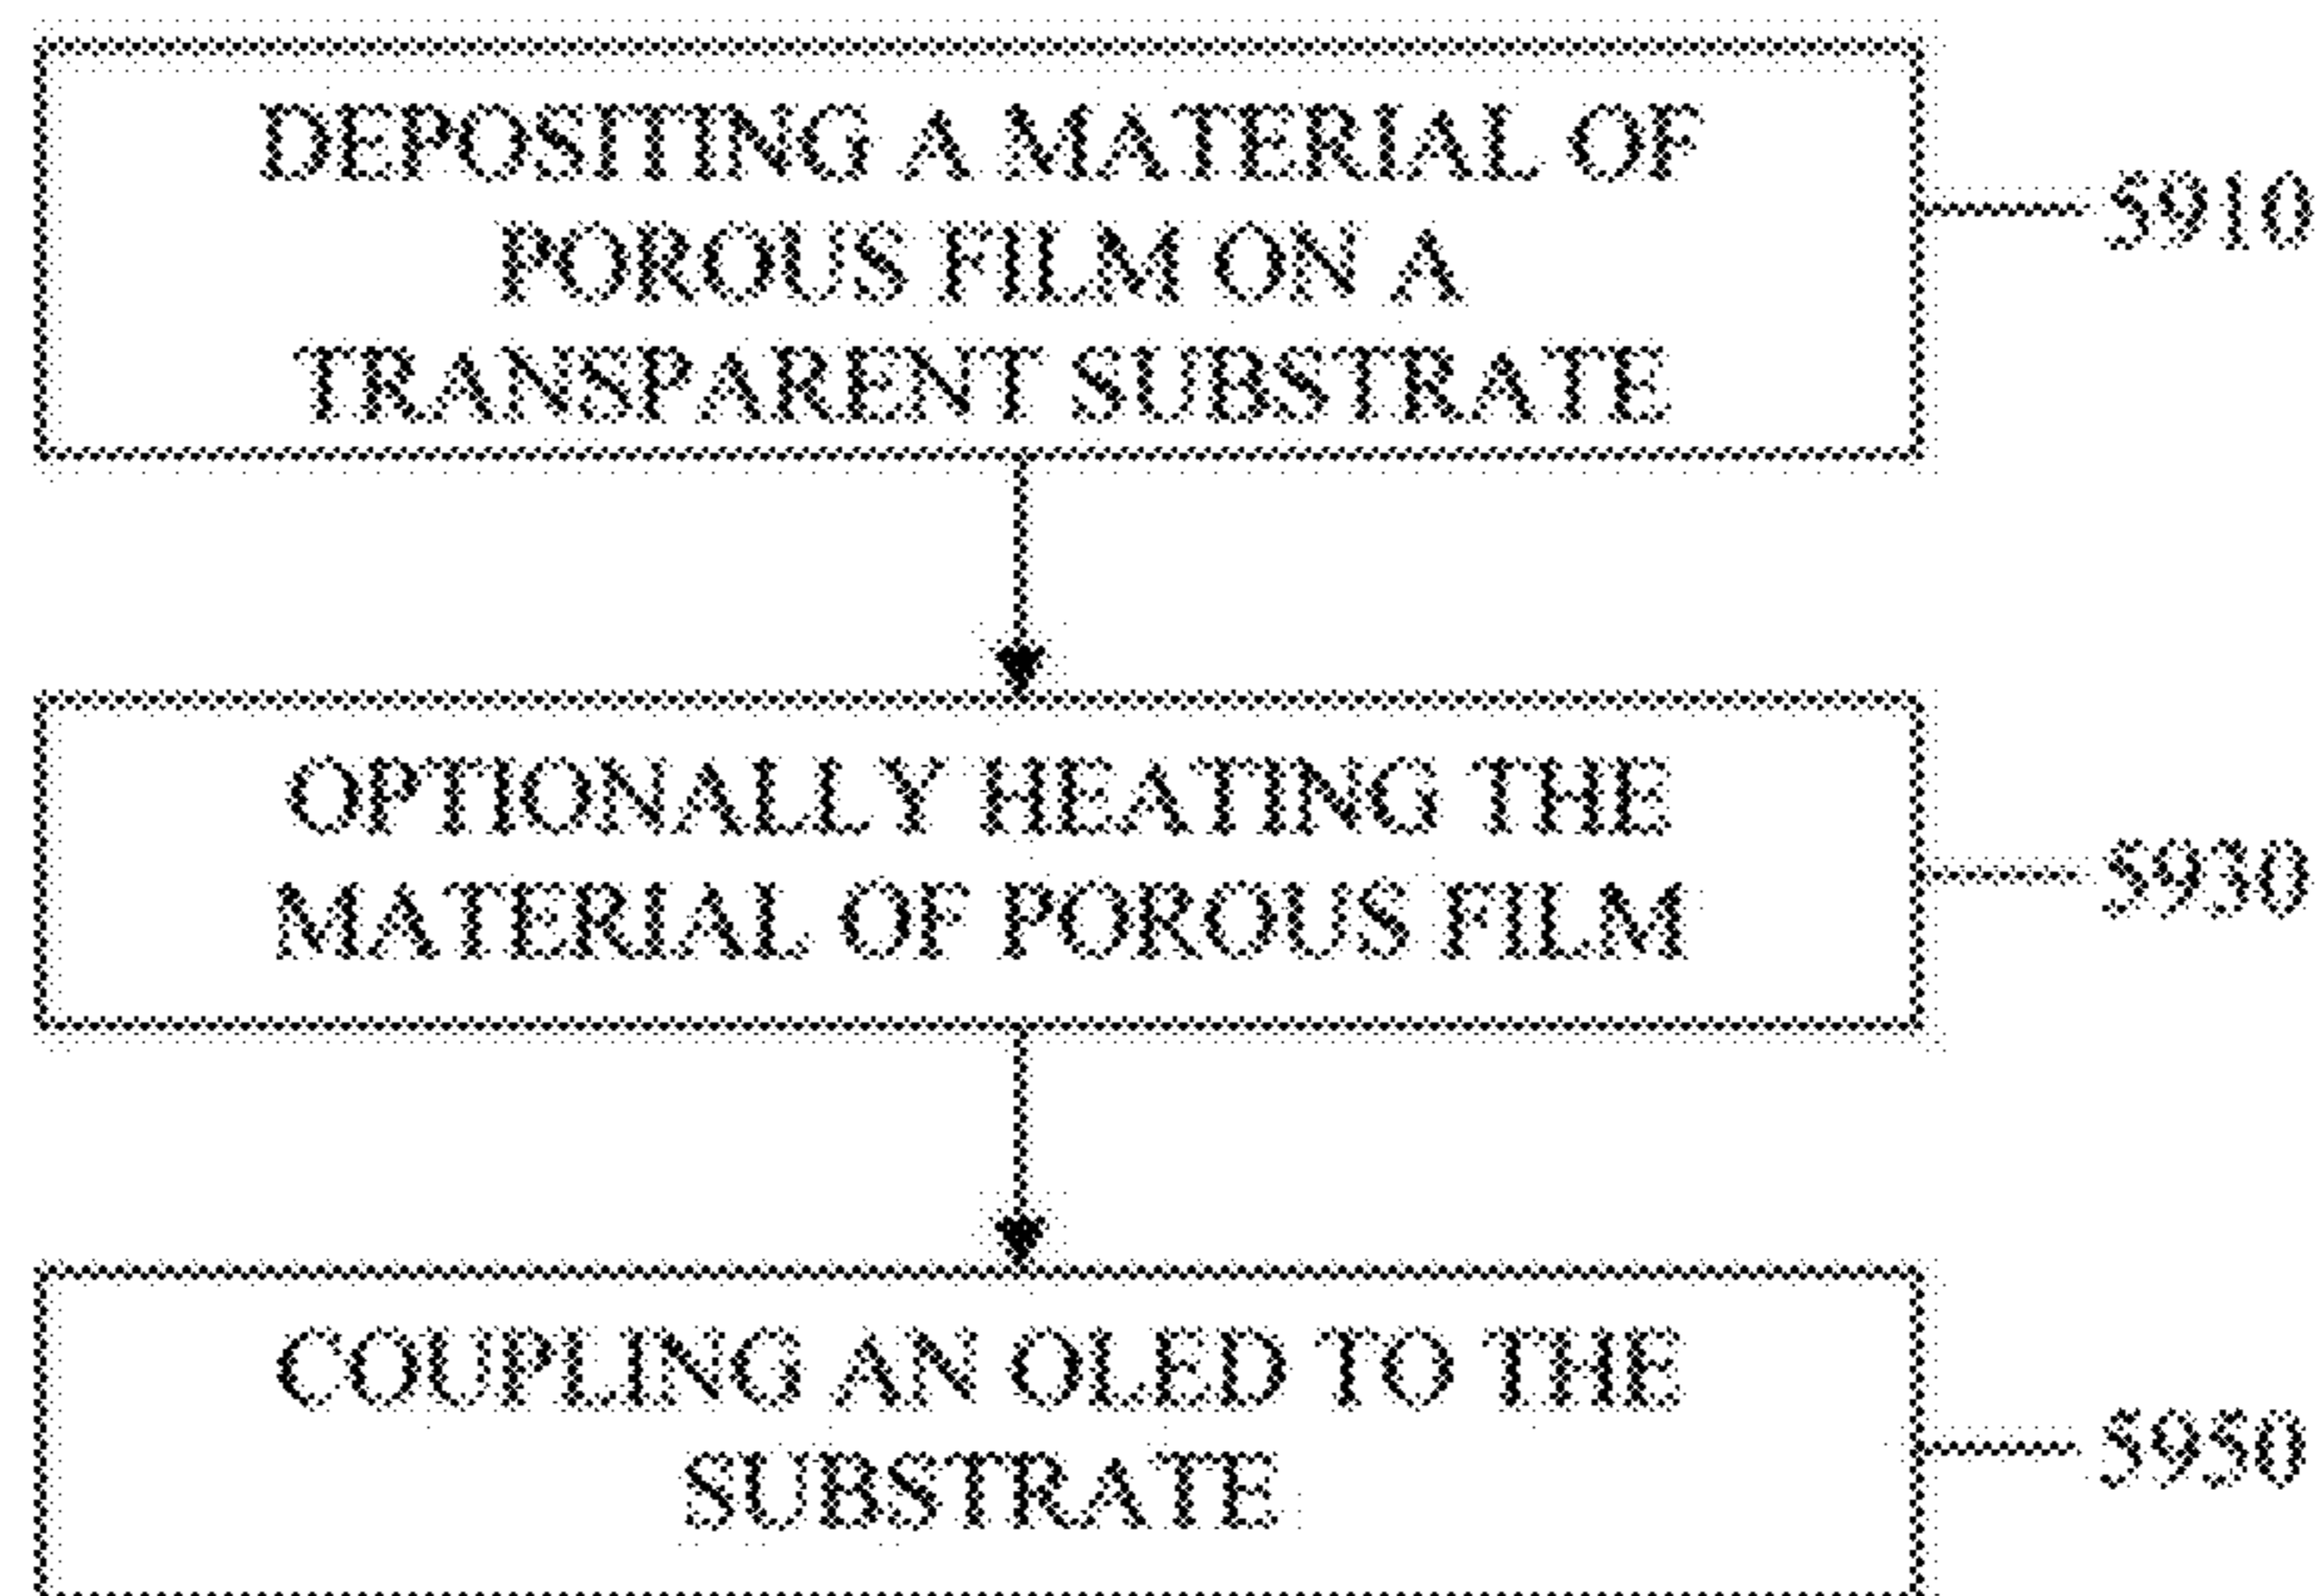 DEPOSITING A MATERIAL OF
POROUS FILM ON A
TRANSPARENT SUBSTRATE
S910
OPTIONALLY HEATING THE
MATERIAL OF POROUS FILM
S930
COUPLING AN OLED TO THE
SUBSTRATE
S950